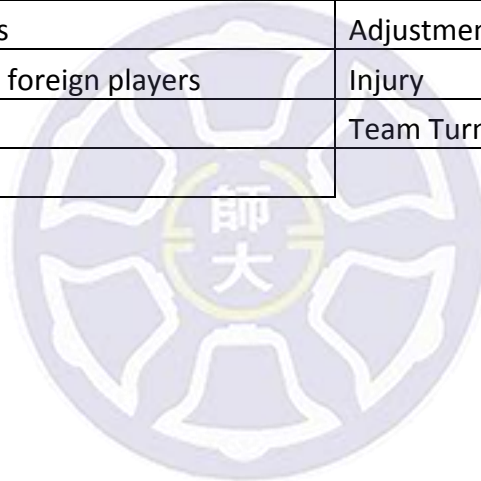 s Adjustmen
foreign players Injury
Team Turn
師
大